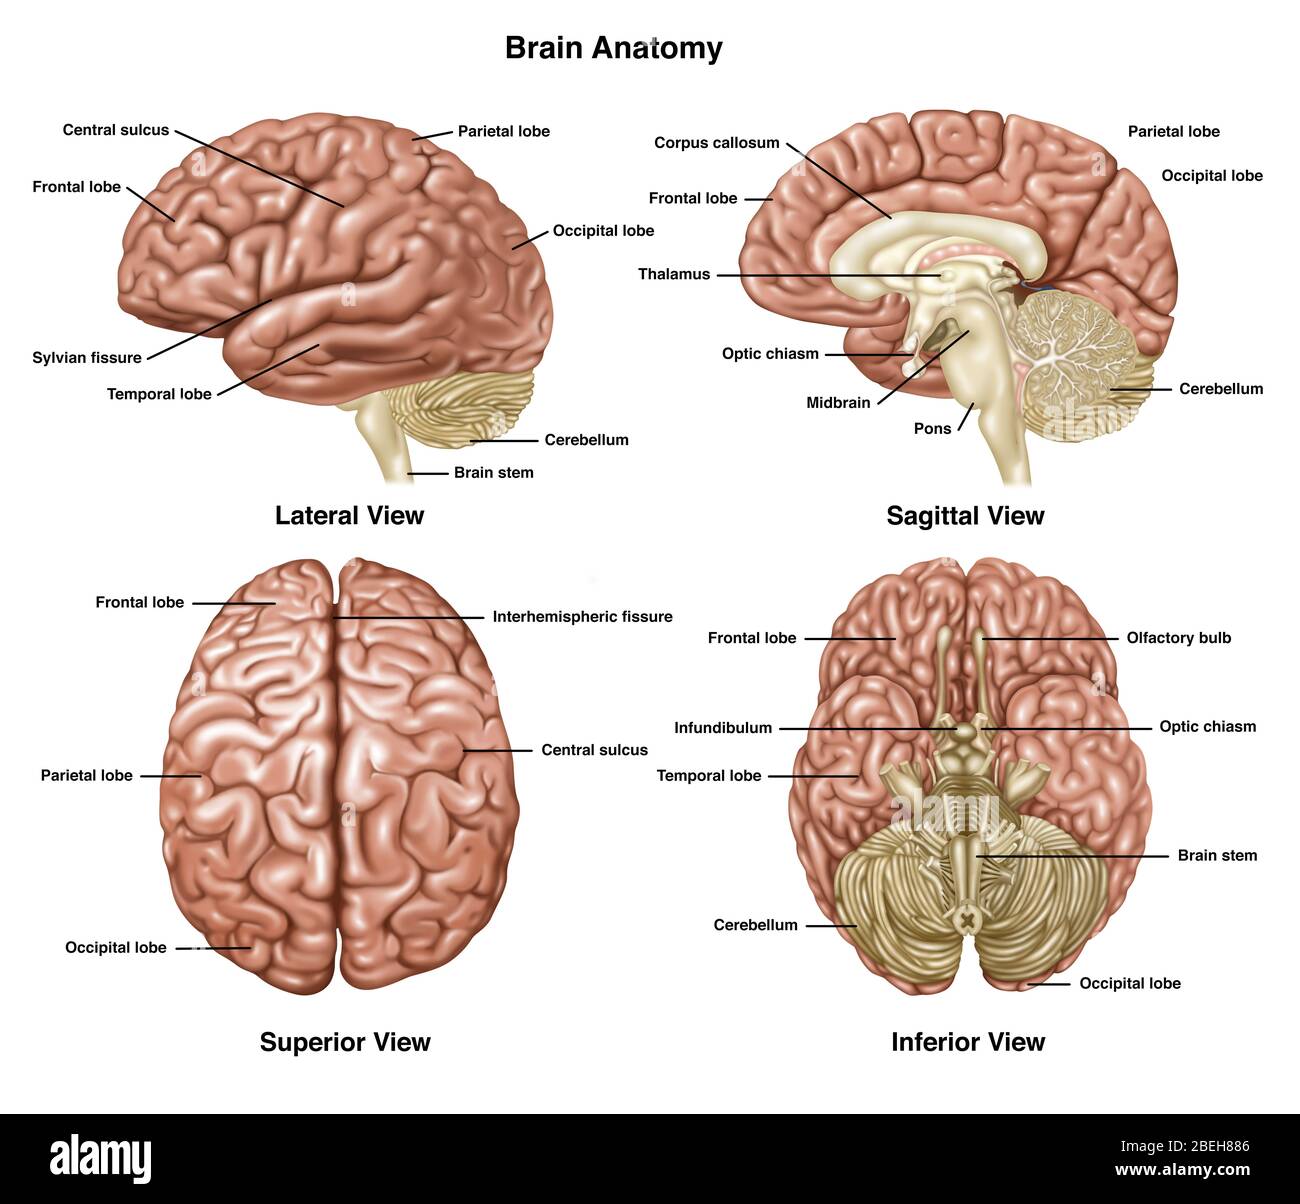 Brain Anatomy
Central sulcus
Parietal lobe
Frontal lobe
Occipital lobe
Sylvian fissure
Temporal lobe
Cerebellum
Brain stem
Lateral View
Corpus callosum
Parietal lobe
Occipital lobe
Frontal lobe
Thalamus
Optic chiasm
Midbrain
Cerebellum
Pons
Sagittal View
Frontal lobe
Interhemispheric fissure
Central sulcus
Parietal lobe
Occipital lobe
Superior View
Frontal lobe
Olfactory bulb
Infundibulum
Optic chiasm
Temporal lobe
Brain stem
Cerebellum
Occipital lobe
Inferior View
a
a
a
a
a
a
a
a
a
a
a
a
alamy
alamy
Image ID: 2BEH886
www.alamy.com